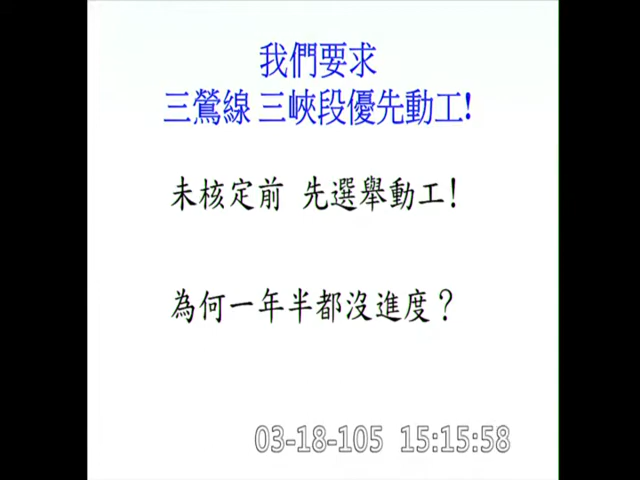 我們要求
三鶯線 三峽段優先動工!
未核定前 先選舉動工!
為何一年半都沒進度？
03-18-105 15:15:58